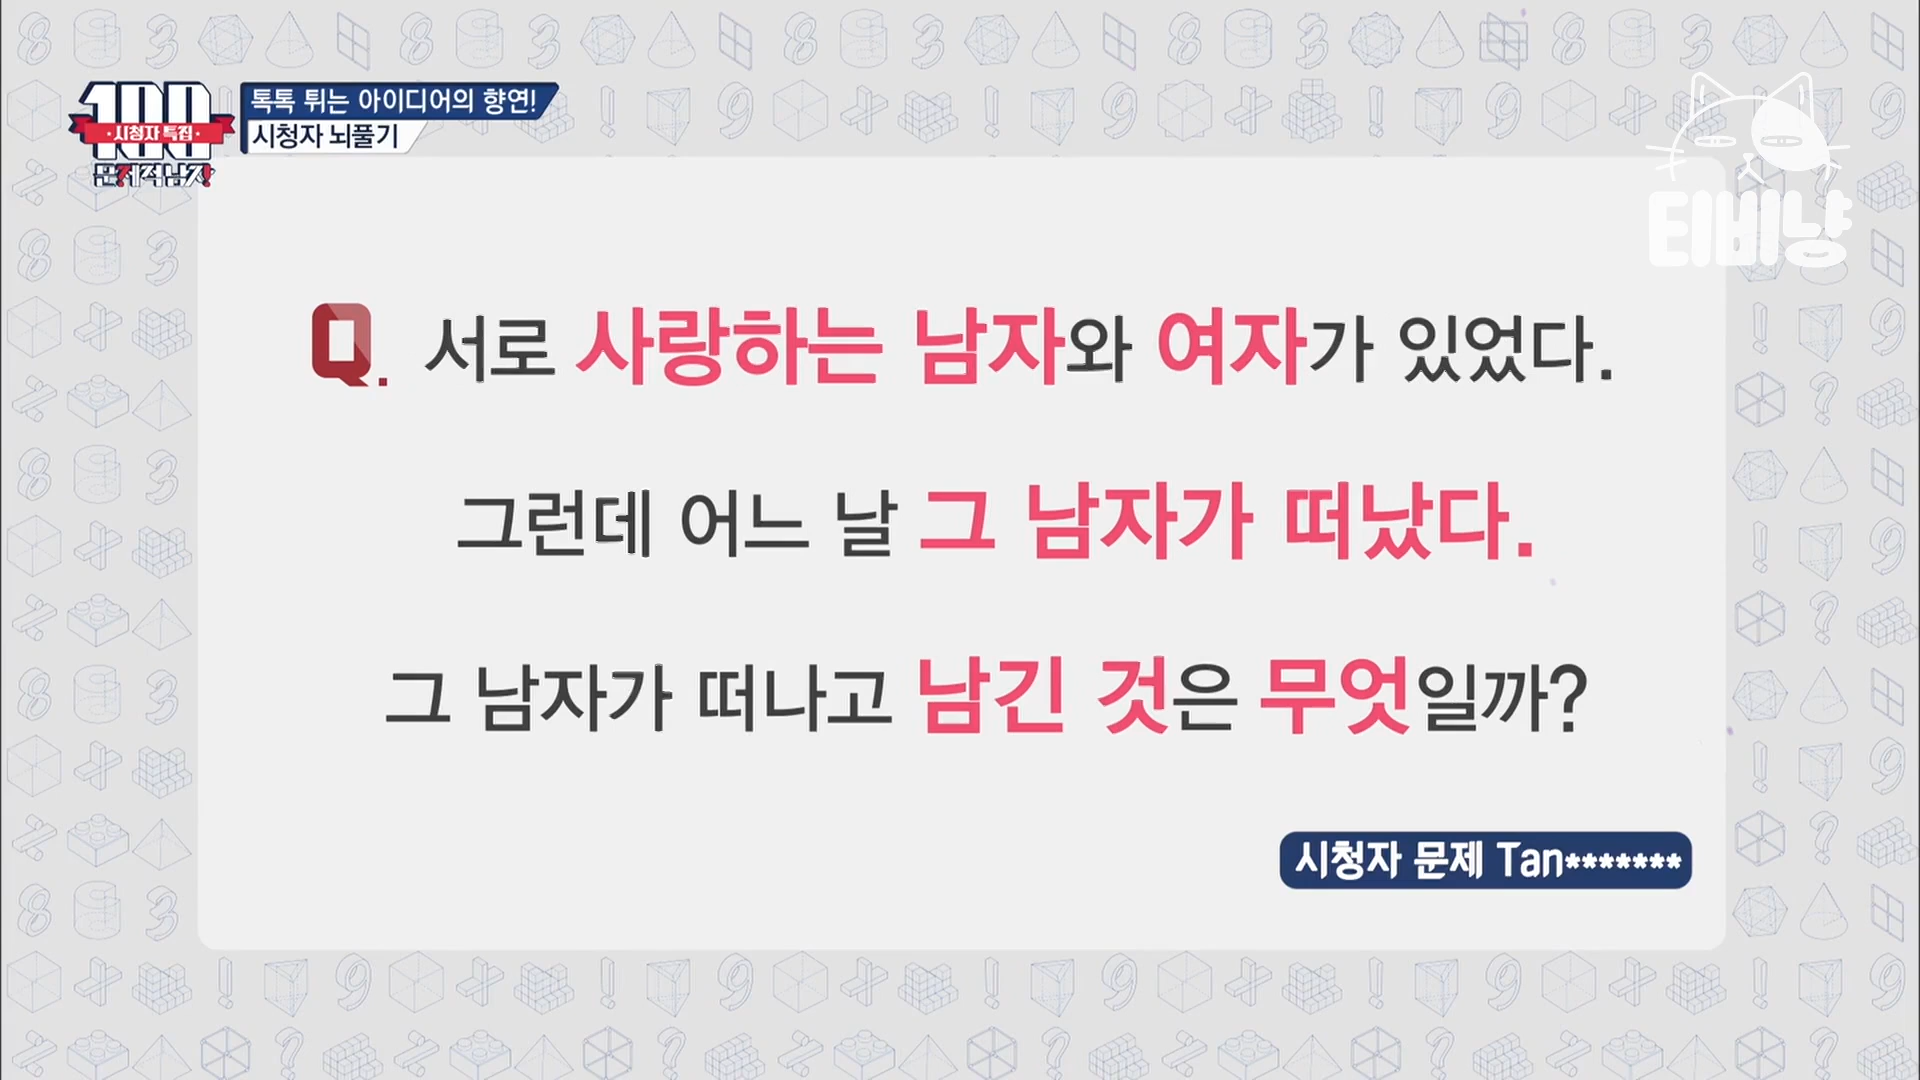 100
·시청자 특집·
문제적남자
톡톡 튀는 아이디어의 향연!
시청자 뇌풀기
티비냥
Q. 서로 사랑하는 남자와 여자가 있었다.
그런데 어느 날 그 남자가 떠났다.
그 남자가 떠나고 남긴 것은 무엇일까?
시청자 문제 Tan*******